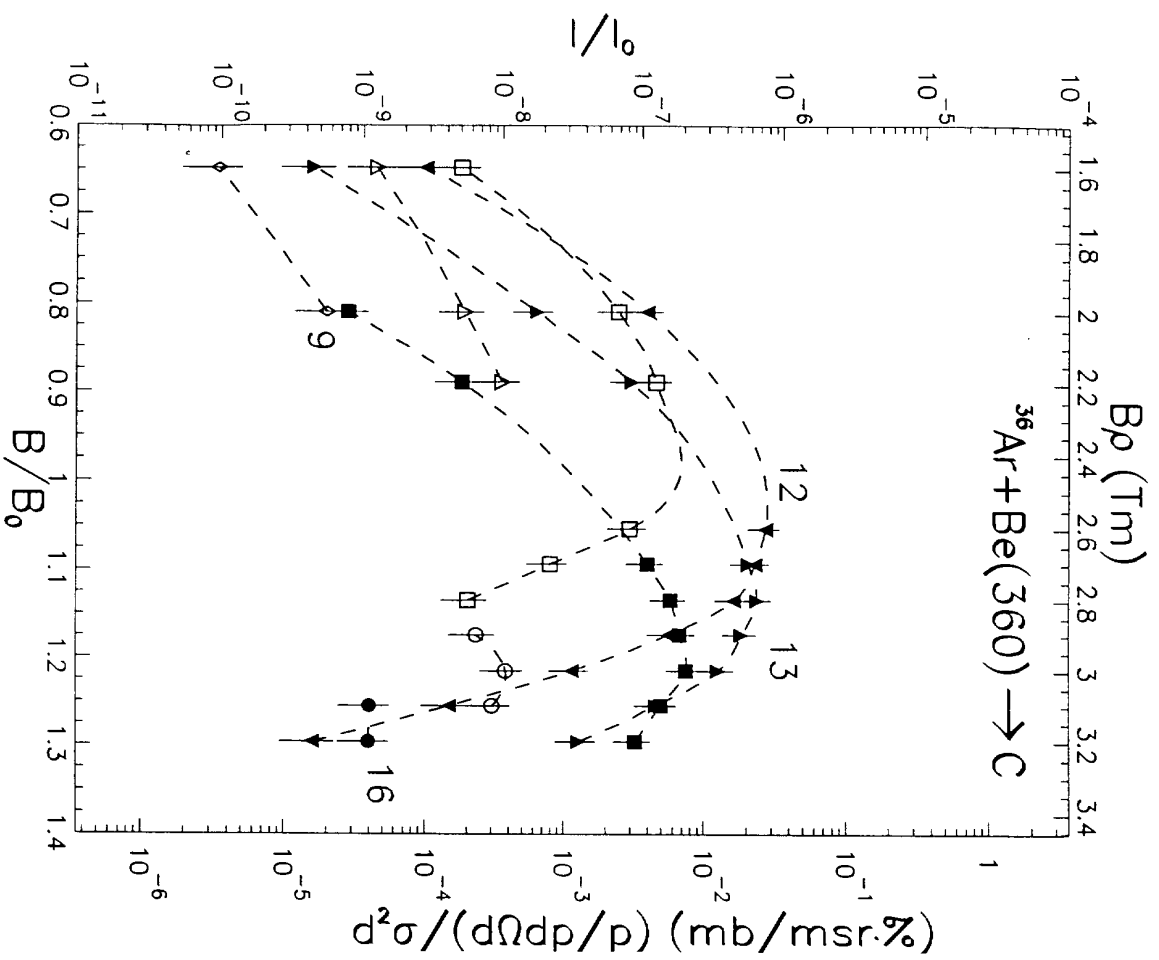 Bρ (Tm)
1.6 1.8 2 2.2 2.4 2.6 2.8 3 3.2 3.4
³⁶Ar+Be(360) → C
I/I₀
10⁻⁴
10⁻⁵
10⁻⁶
10⁻⁷
10⁻⁸
10⁻⁹
10⁻¹⁰
10⁻¹¹
12
13
9
16
1
10⁻¹
10⁻²
10⁻³
10⁻⁴
10⁻⁵
10⁻⁶
d²σ/(dΩdp/p) (mb/msr·%)
0.6 0.7 0.8 0.9 1 1.1 1.2 1.3 1.4
B/B₀